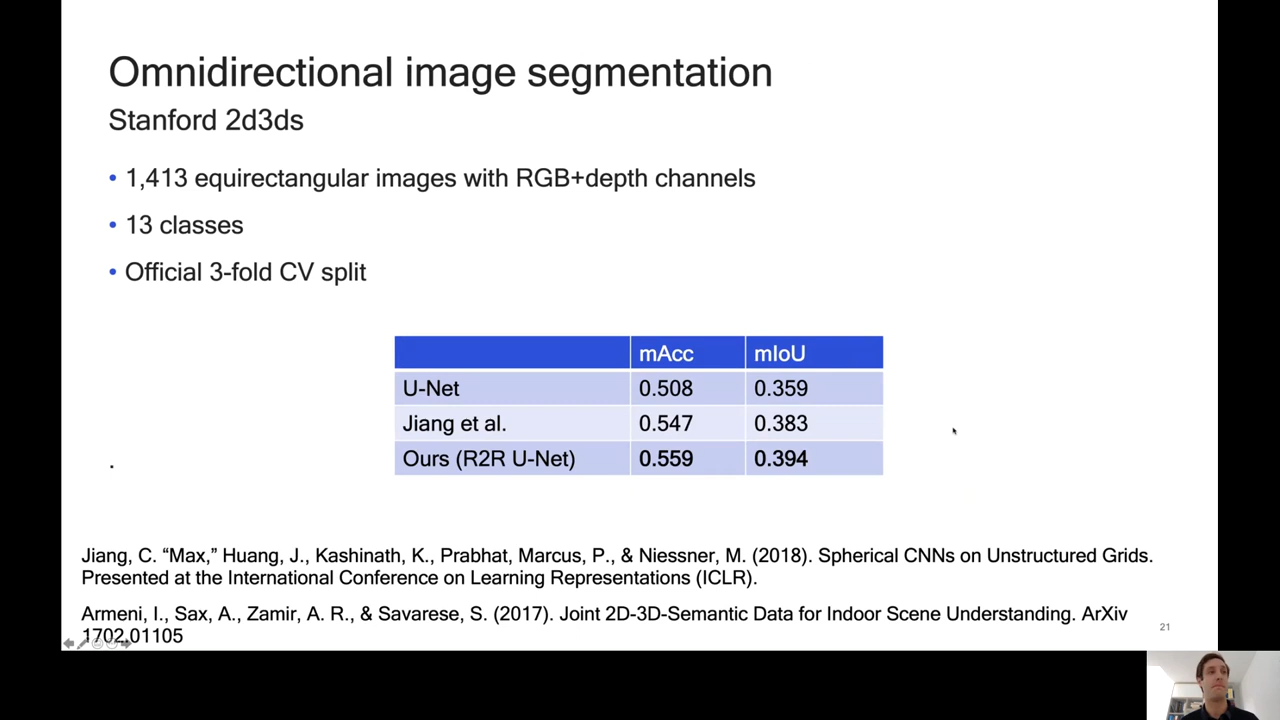 Omnidirectional image segmentation
Stanford 2d3ds
• 1,413 equirectangular images with RGB+depth channels
• 13 classes
• Official 3-fold CV split
mAcc mIoU
U-Net 0.508 0.359
Jiang et al. 0.547 0.383
Ours (R2R U-Net) 0.559 0.394
.
Jiang, C. “Max,” Huang, J., Kashinath, K., Prabhat, Marcus, P., & Niessner, M. (2018). Spherical CNNs on Unstructured Grids.
Presented at the International Conference on Learning Representations (ICLR).
Armeni, I., Sax, A., Zamir, A. R., & Savarese, S. (2017). Joint 2D-3D-Semantic Data for Indoor Scene Understanding. ArXiv
1702.01105
21